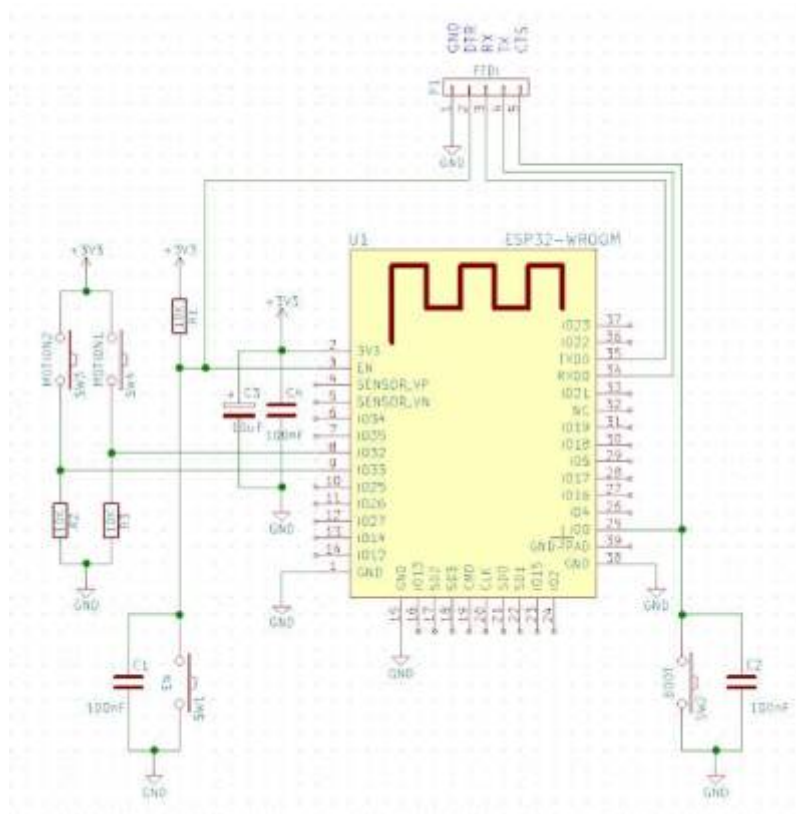 GND
DTR
RX
TX
CTS
FTDI
P1
1
2
3
4
5
GND
U1
ESP32-WROOM
+3V3
+3V3
+3V3
10K
R1
MOTION2
SW3
MOTION1
SW4
C3
10uF
C4
100nF
2 3V3
3 EN
4 SENSOR_VP
5 SENSOR_VN
6 IO34
7 IO35
8 IO32
9 IO33
10 IO25
11 IO26
12 IO27
13 IO14
14 IO12
1 GND
IO23 37
IO22 36
TXD0 35
RXD0 34
IO21 33
NC 32
IO19 31
IO18 30
IO5 29
IO17 28
IO16 27
IO4 26
IO0 25
GND-PAD 39
GND 38
GND 15
IO13 16
SD2 17
SD3 18
CMD 19
CLK 20
SD0 21
SD1 22
IO15 23
IO2 24
10K
R2
10K
R3
GND
GND
GND
GND
GND
C1
100nF
EN
SW1
GND
BOOT
SW2
C2
100nF
GND